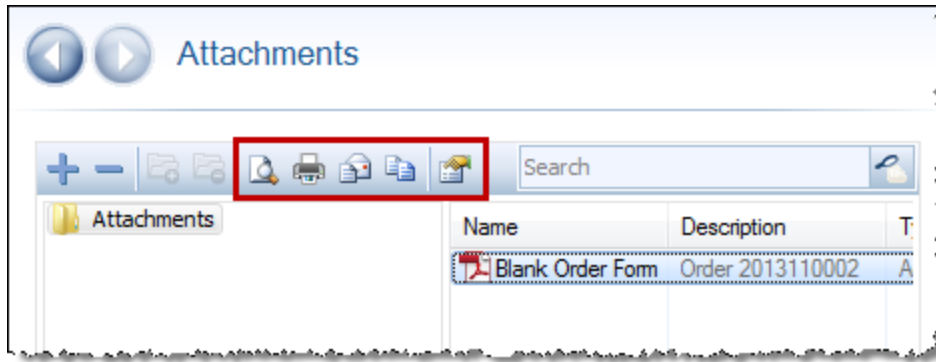 Attachments
Search
Attachments
Name Description
Blank Order Form Order 2013110002 A